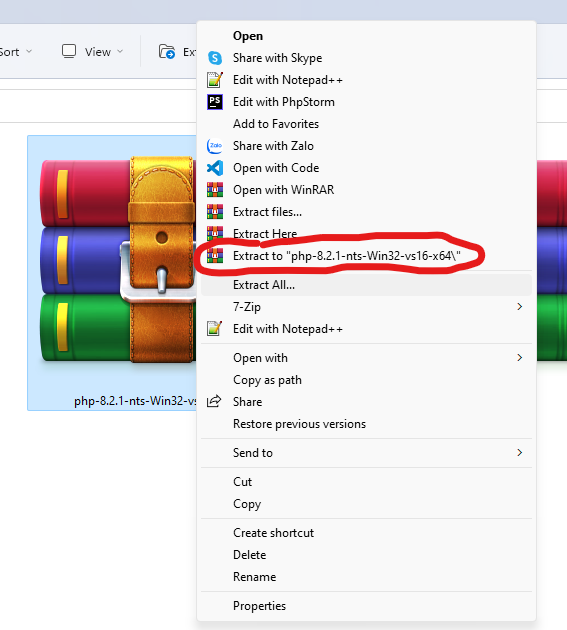 Sort
View
Ext
Open
Share with Skype
Edit with Notepad++
PS
Edit with PhpStorm
Add to Favorites
Zalo
Share with Zalo
Open with Code
Open with WinRAR
Extract files...
Extract Here
Extract to "php-8.2.1-nts-Win32-vs16-x64\"
Extract All...
7-Zip
Edit with Notepad++
Open with
Copy as path
Share
Restore previous versions
Send to
Cut
Copy
Create shortcut
Delete
Rename
Properties
php-8.2.1-nts-Win32-vs